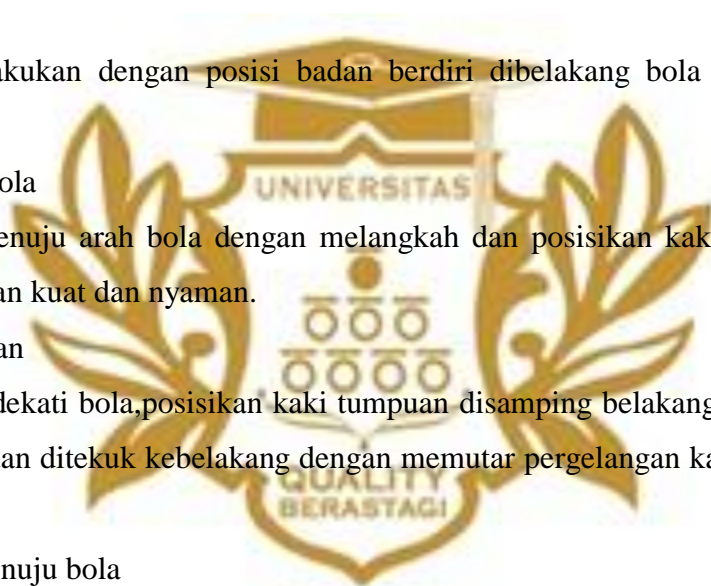 akukan dengan posisi badan berdiri dibelakang bola
UNIVERSITAS
ola
enuju arah bola dengan melangkah dan posisikan kak
an kuat dan nyaman.
an
dekati bola,posisikan kaki tumpuan disamping belakang
dan ditekuk kebelakang dengan memutar pergelangan ka
QUALITY
BERASTAGI
nuju bola